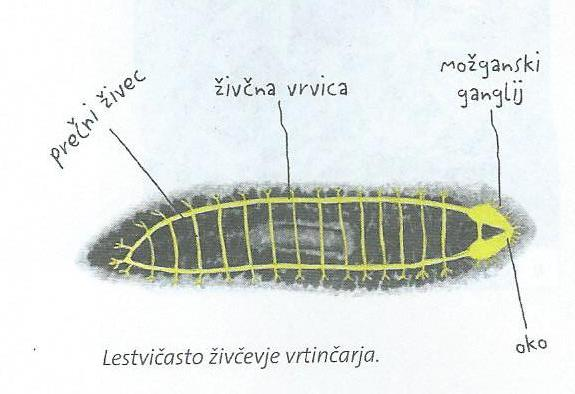 možganski
ganglij
živčna vrvica
prečni živec
oko
Lestvičasto živčevje vrtinčarja.